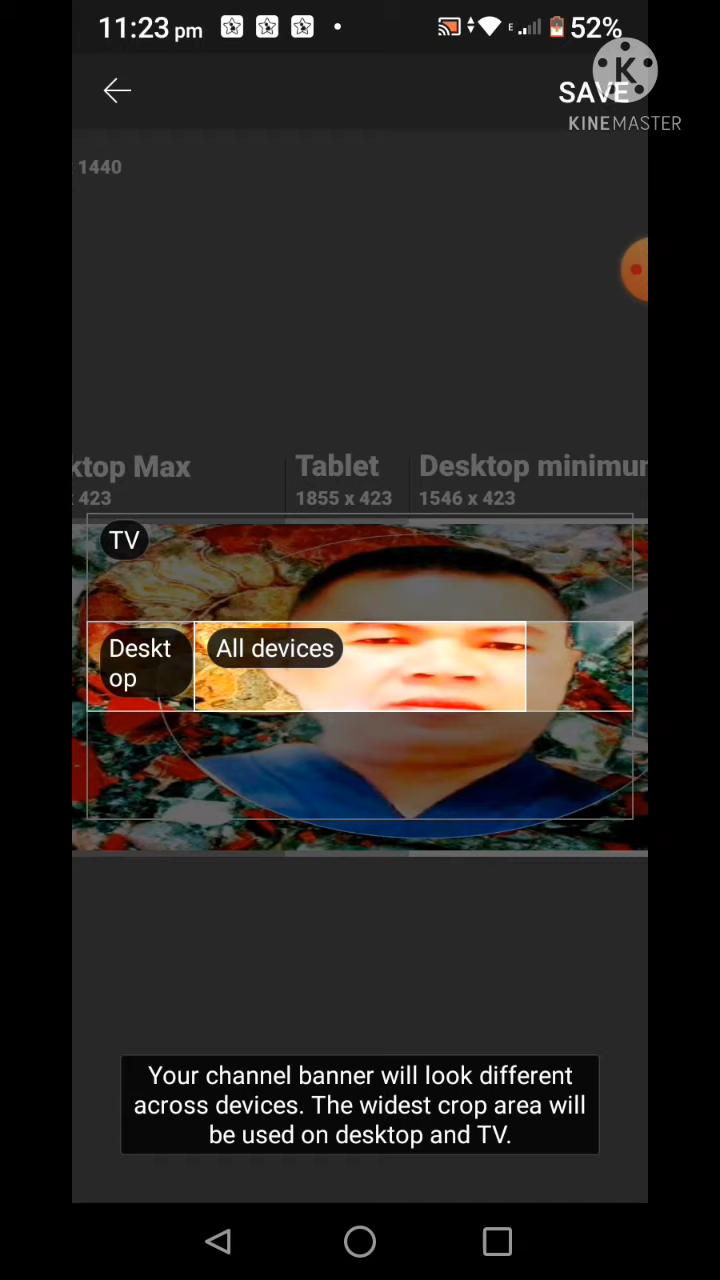 11:23 pm
E
52%
SAVE
K
KINEMASTER
1440
ktop Max
Tablet
Desktop minimur
423
1855 x 423
1546 x 423
TV
Deskt
op
All devices
Your channel banner will look different
across devices. The widest crop area will
be used on desktop and TV.